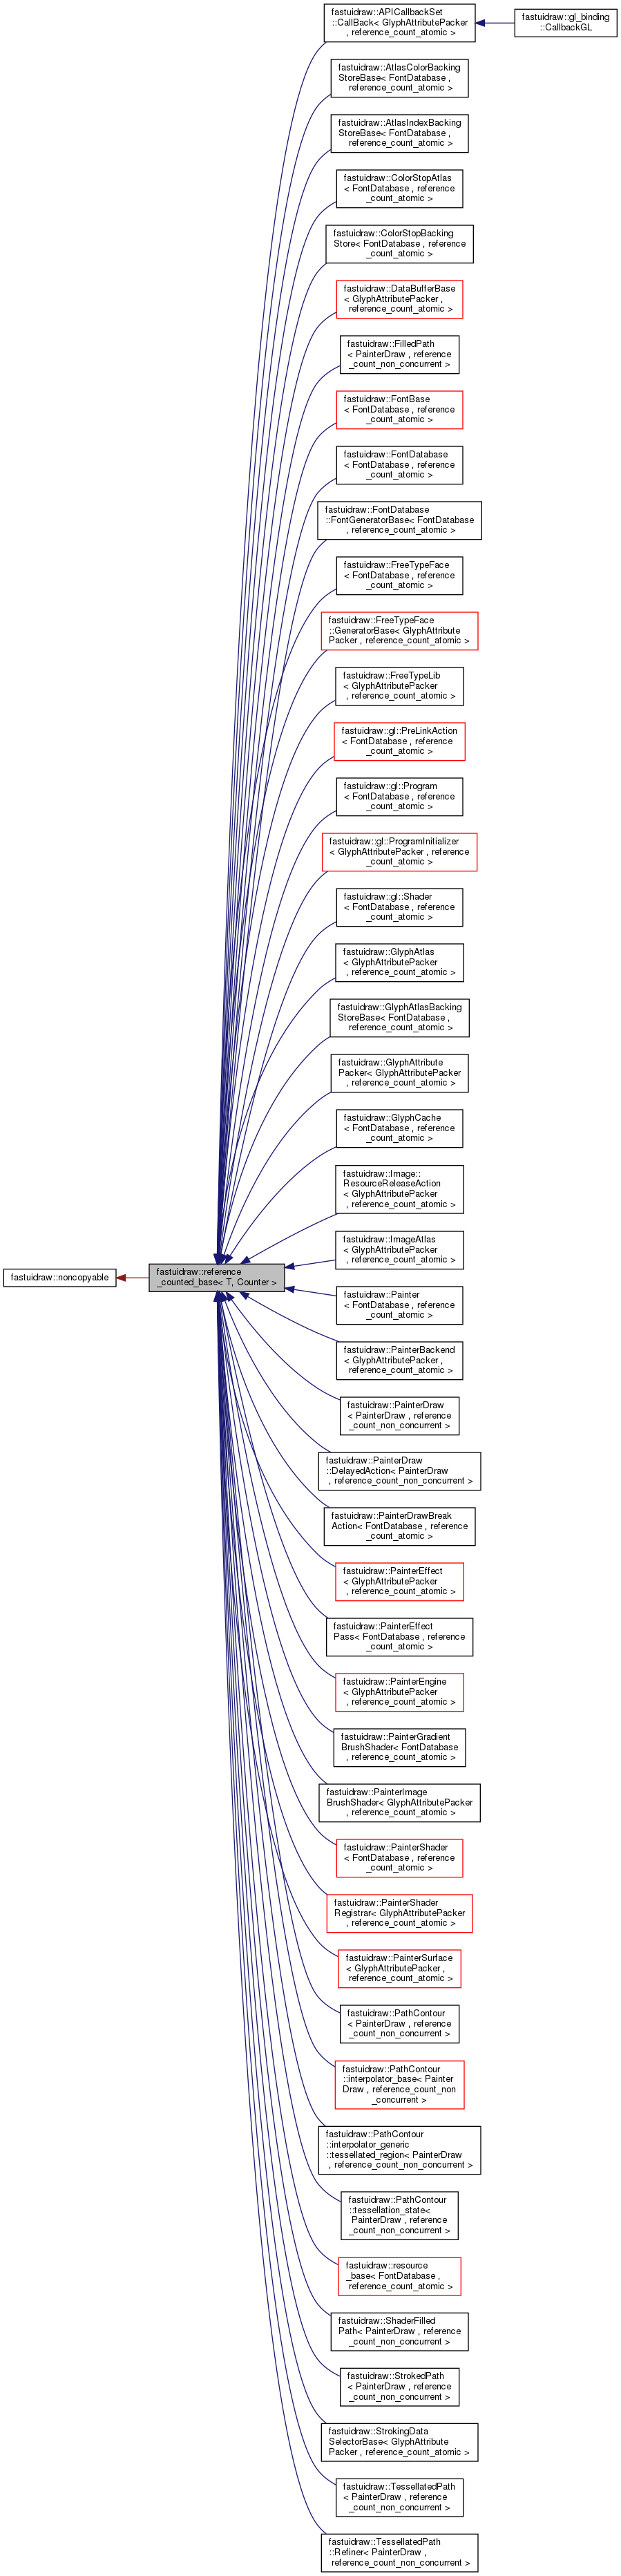 fastuidraw::APICallbackSet
::CallBack< GlyphAttributePacker
, reference_count_atomic >
fastuidraw::gl_binding
::CallbackGL
fastuidraw::AtlasColorBacking
StoreBase< FontDatabase ,
reference_count_atomic >
fastuidraw::AtlasIndexBacking
StoreBase< FontDatabase ,
reference_count_atomic >
fastuidraw::ColorStopAtlas
< FontDatabase , reference
_count_atomic >
fastuidraw::ColorStopBacking
Store< FontDatabase , reference
_count_atomic >
fastuidraw::DataBufferBase
< GlyphAttributePacker ,
reference_count_atomic >
fastuidraw::FilledPath
< PainterDraw , reference
_count_non_concurrent >
fastuidraw::FontBase
< FontDatabase , reference
_count_atomic >
fastuidraw::FontDatabase
< FontDatabase , reference
_count_atomic >
fastuidraw::FontDatabase
::FontGeneratorBase< FontDatabase
, reference_count_atomic >
fastuidraw::FreeTypeFace
< FontDatabase , reference
_count_atomic >
fastuidraw::FreeTypeFace
::GeneratorBase< GlyphAttribute
Packer , reference_count_atomic >
fastuidraw::FreeTypeLib
< GlyphAttributePacker
, reference_count_atomic >
fastuidraw::gl::PreLinkAction
< FontDatabase , reference
_count_atomic >
fastuidraw::gl::Program
< FontDatabase , reference
_count_atomic >
fastuidraw::gl::ProgramInitializer
< GlyphAttributePacker , reference
_count_atomic >
fastuidraw::gl::Shader
< FontDatabase , reference
_count_atomic >
fastuidraw::GlyphAtlas
< GlyphAttributePacker
, reference_count_atomic >
fastuidraw::GlyphAtlasBacking
StoreBase< FontDatabase ,
reference_count_atomic >
fastuidraw::GlyphAttribute
Packer< GlyphAttributePacker
, reference_count_atomic >
fastuidraw::GlyphCache
< FontDatabase , reference
_count_atomic >
fastuidraw::Image::
ResourceReleaseAction
< GlyphAttributePacker
, reference_count_atomic >
fastuidraw::ImageAtlas
< GlyphAttributePacker
, reference_count_atomic >
fastuidraw::noncopyable
fastuidraw::reference
_counted_base< T, Counter >
fastuidraw::Painter
< FontDatabase , reference
_count_atomic >
fastuidraw::PainterBackend
< GlyphAttributePacker ,
reference_count_atomic >
fastuidraw::PainterDraw
< PainterDraw , reference
_count_non_concurrent >
fastuidraw::PainterDraw
::DelayedAction< PainterDraw
, reference_count_non_concurrent >
fastuidraw::PainterDrawBreak
Action< FontDatabase , reference
_count_atomic >
fastuidraw::PainterEffect
< GlyphAttributePacker
, reference_count_atomic >
fastuidraw::PainterEffect
Pass< FontDatabase , reference
_count_atomic >
fastuidraw::PainterEngine
< GlyphAttributePacker
, reference_count_atomic >
fastuidraw::PainterGradient
BrushShader< FontDatabase
, reference_count_atomic >
fastuidraw::PainterImage
BrushShader< GlyphAttributePacker
, reference_count_atomic >
fastuidraw::PainterShader
< FontDatabase , reference
_count_atomic >
fastuidraw::PainterShader
Registrar< GlyphAttributePacker
, reference_count_atomic >
fastuidraw::PainterSurface
< GlyphAttributePacker ,
reference_count_atomic >
fastuidraw::PathContour
< PainterDraw , reference
_count_non_concurrent >
fastuidraw::PathContour
::interpolator_base< Painter
Draw , reference_count_non
_concurrent >
fastuidraw::PathContour
::interpolator_generic
::tessellated_region< PainterDraw
, reference_count_non_concurrent >
fastuidraw::PathContour
::tessellation_state<
PainterDraw , reference
_count_non_concurrent >
fastuidraw::resource
_base< FontDatabase ,
reference_count_atomic >
fastuidraw::ShaderFilled
Path< PainterDraw , reference
_count_non_concurrent >
fastuidraw::StrokedPath
< PainterDraw , reference
_count_non_concurrent >
fastuidraw::StrokingData
SelectorBase< GlyphAttribute
Packer , reference_count_atomic >
fastuidraw::TessellatedPath
< PainterDraw , reference
_count_non_concurrent >
fastuidraw::TessellatedPath
::Refiner< PainterDraw ,
reference_count_non_concurrent >